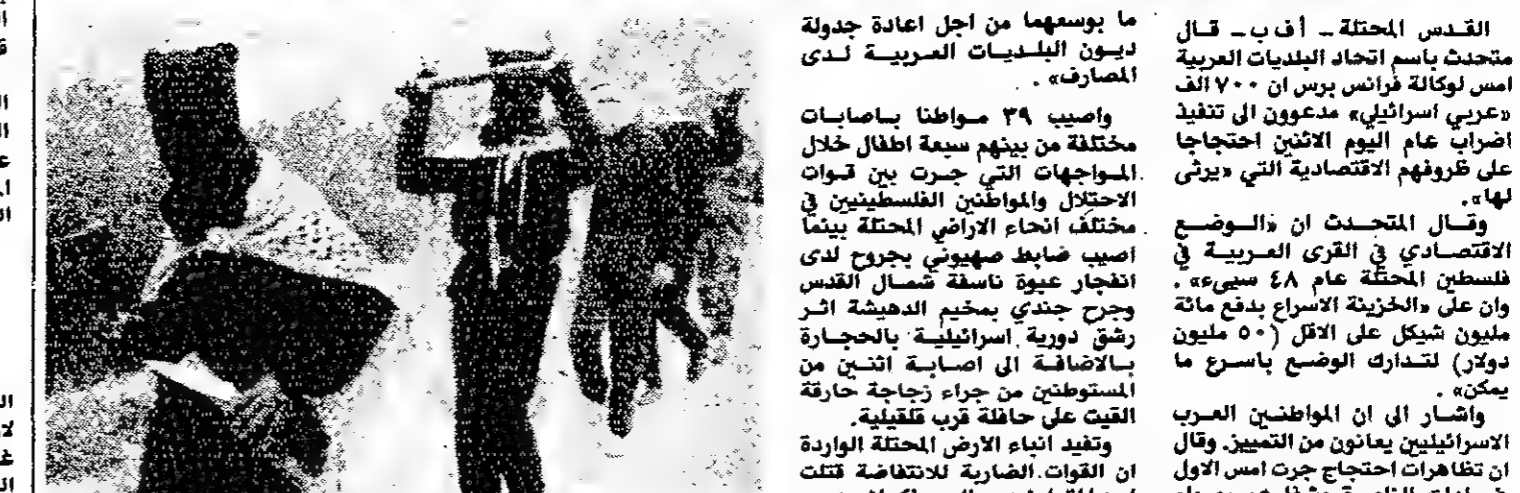 القدس المحتلة ـ أ ف ب ـ قال
متحدث باسم اتحاد البلديات العربية
امس لوكالة فرانس برس ان ٧٠٠ الف
«عربي اسرائيلي» مدعوون الى تنفيذ
اضراب عام اليوم الاثنين احتجاجا
على ظروفهم الاقتصادية التي «يرثى
لها».
وقال المتحدث ان «الوضع
الاقتصادي في القرى العربية في
فلسطين المحتلة عام ٤٨ سييء» .
وان على «الخزينة الاسراع بدفع مائة
مليون شيكل على الاقل (٥٠ مليون
دولار) لتدارك الوضع باسرع ما
يمكن» .
واشار الى ان المواطنين العرب
الاسرائيليين يعانون من التمييز. وقال
ان تظاهرات احتجاج جرت امس الاول
ما بوسعهما من اجل اعادة جدولة
ديون البلديات العربية لدى
المصارف» .
واصيب ٣٩ مواطنا باصابات
مختلفة من بينهم سبعة اطفال خلال
المواجهات التي جرت بين قوات
الاحتلال والمواطنين الفلسطينيين في
مختلف انحاء الاراضي المحتلة بينما
اصيب ضابط صهيوني بجروح لدى
انفجار عبوة ناسفة شمال القدس
وجرح جندي بمخيم الدهيشة اثر
رشق دورية اسرائيلية بالحجارة
بالاضافة الى اصابة اثنين من
المستوطنين من جراء زجاجة حارقة
القيت على حافلة قرب قلقيلية.
وتفيد انباء الارض المحتلة الواردة
ان القوات الضاربة للانتفاضة قتلت